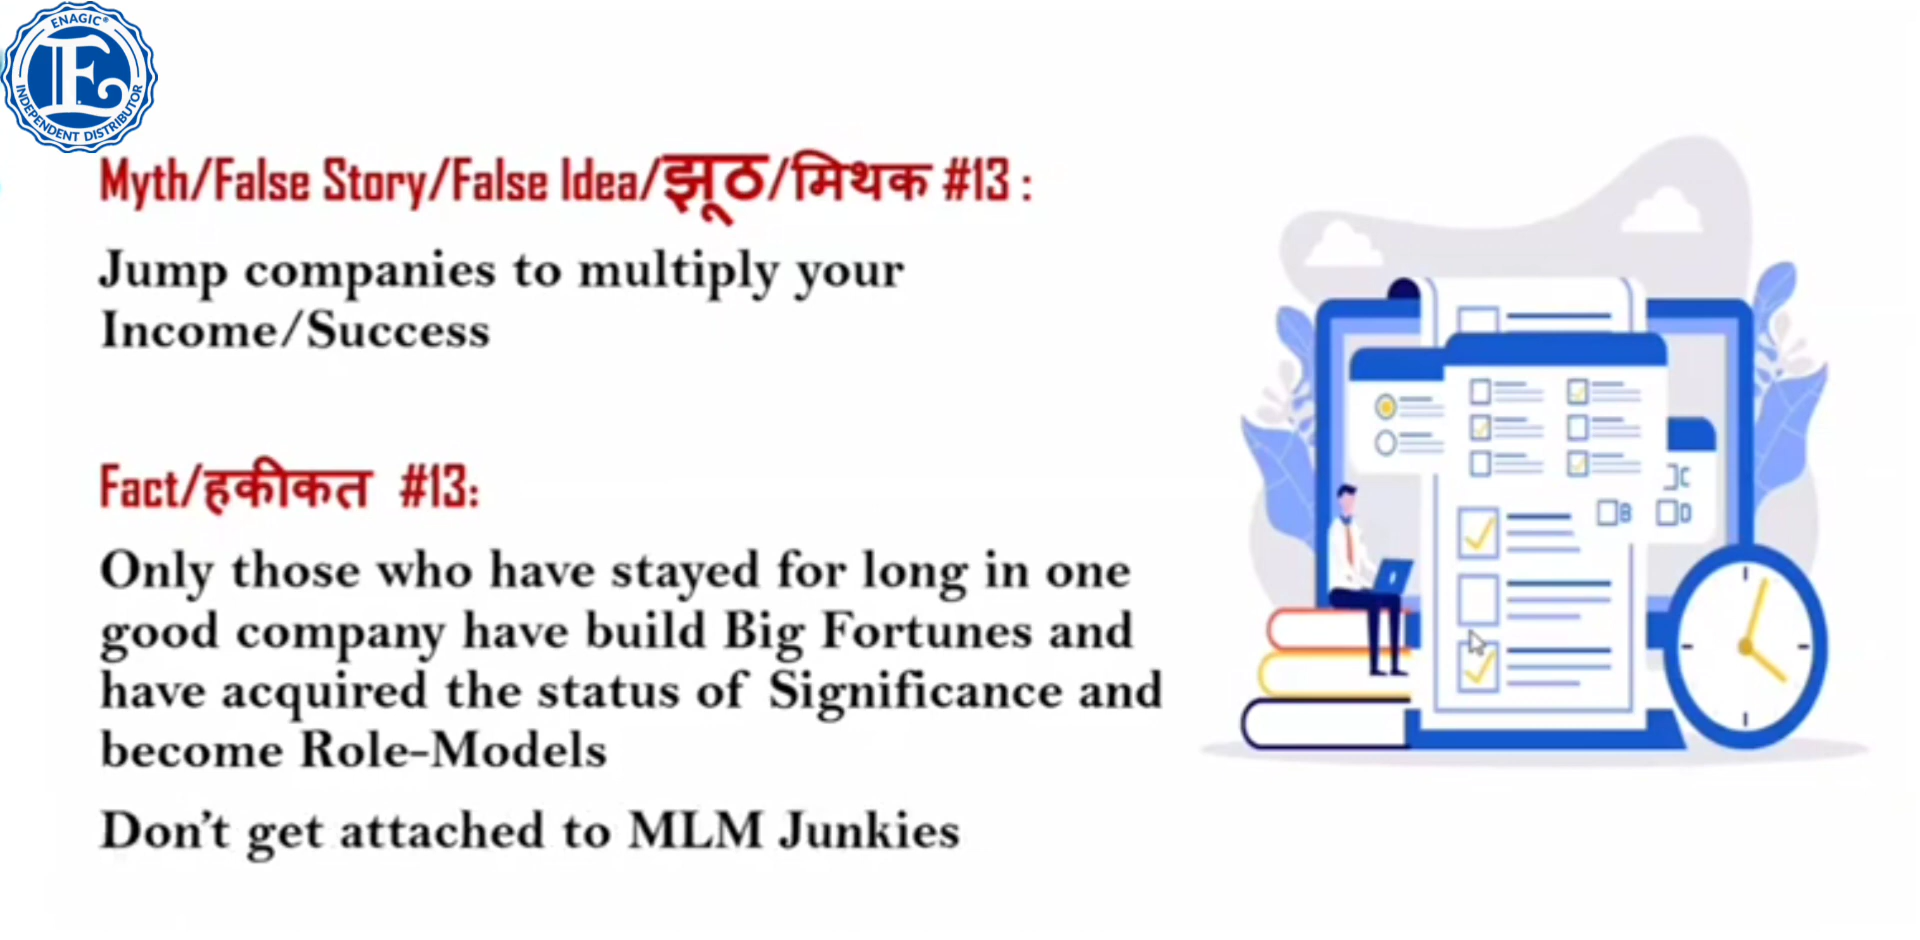 ENAGIC®
E
INDEPENDENT DISTRIBUTOR
Myth/False Story/False Idea/झूठ/मिथक #13 :
Jump companies to multiply your
Income/Success
Fact/हकीकत #13:
Only those who have stayed for long in one
good company have build Big Fortunes and
have acquired the status of Significance and
become Role-Models
Don't get attached to MLM Junkies
C
B D